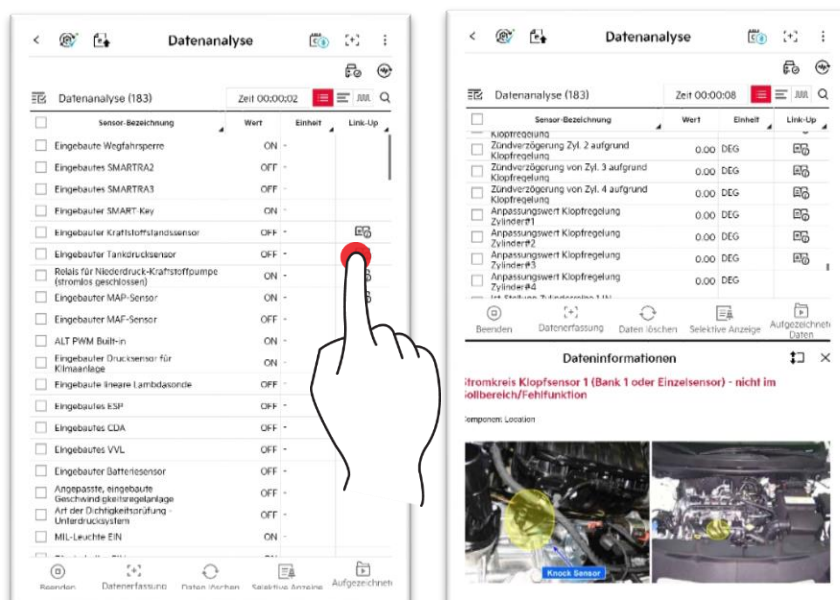 Datenanalyse
Datenanalyse (183)
Zeit 00:00:02
Sensor-Bezeichnung Wert Einheit Link-Up
Eingebaute Wegfahrsperre ON -
Eingebautes SMARTRA2 OFF -
Eingebautes SMARTRA3 OFF -
Eingebauter SMART-Key ON -
Eingebauter Kraftstoffstandssensor OFF -
Eingebauter Tankdrucksensor OFF -
Relais für Niederdruck-Kraftstoffpumpe
(stromlos geschlossen) ON -
Eingebauter MAP-Sensor ON -
Eingebauter MAF-Sensor OFF -
ALT PWM Built-in ON -
Eingebauter Drucksensor für
Klimaanlage ON -
Eingebaute lineare Lambdasonde OFF -
Eingebautes ESP OFF -
Eingebautes CDA OFF -
Eingebautes VVL OFF -
Eingebauter Batteriesensor OFF -
Angepasste, eingebaute
Geschwindigkeitsregelanlage OFF -
Art der Dichtigkeitsprüfung -
Unterdrucksystem OFF -
MIL-Leuchte EIN ON -
Beenden Datenerfassung Daten löschen Selektive Anzeige Aufgezeichnete
Datenanalyse
Datenanalyse (183)
Zeit 00:00:08
Sensor-Bezeichnung Wert Einheit Link-Up
Klopfregelung
Zündverzögerung Zyl. 2 aufgrund
Klopfregelung 0.00 DEG
Zündverzögerung von Zyl. 3 aufgrund
Klopfregelung 0.00 DEG
Zündverzögerung von Zyl. 4 aufgrund
Klopfregelung 0.00 DEG
Anpassungswert Klopfregelung
Zylinder#1 0.00 DEG
Anpassungswert Klopfregelung
Zylinder#2 0.00 DEG
Anpassungswert Klopfregelung
Zylinder#3 0.00 DEG
Anpassungswert Klopfregelung
Zylinder#4 0.00 DEG
Beenden Datenerfassung Daten löschen Selektive Anzeige Aufgezeichnete
Daten
Dateninformationen
Stromkreis Klopfsensor 1 (Bank 1 oder Einzelsensor) - nicht im
Sollbereich/Fehlfunktion
Component Location
Knock Sensor